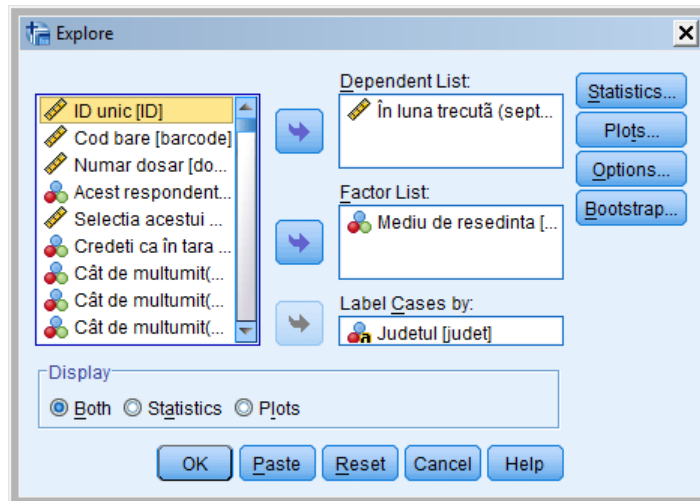 Explore
ID unic [ID]
Cod bare [barcode]
Numar dosar [do...
Acest respondent...
Selectia acestui ...
Credeti ca în tara ...
Cât de multumit(...
Cât de multumit(...
Cât de multumit(...
Dependent List:
În luna trecutã (sept...
Factor List:
Mediu de resedinta [...
Label Cases by:
a Judetul [judet]
Statistics...
Plots...
Options...
Bootstrap...
Display
Both Statistics Plots
OK Paste Reset Cancel Help